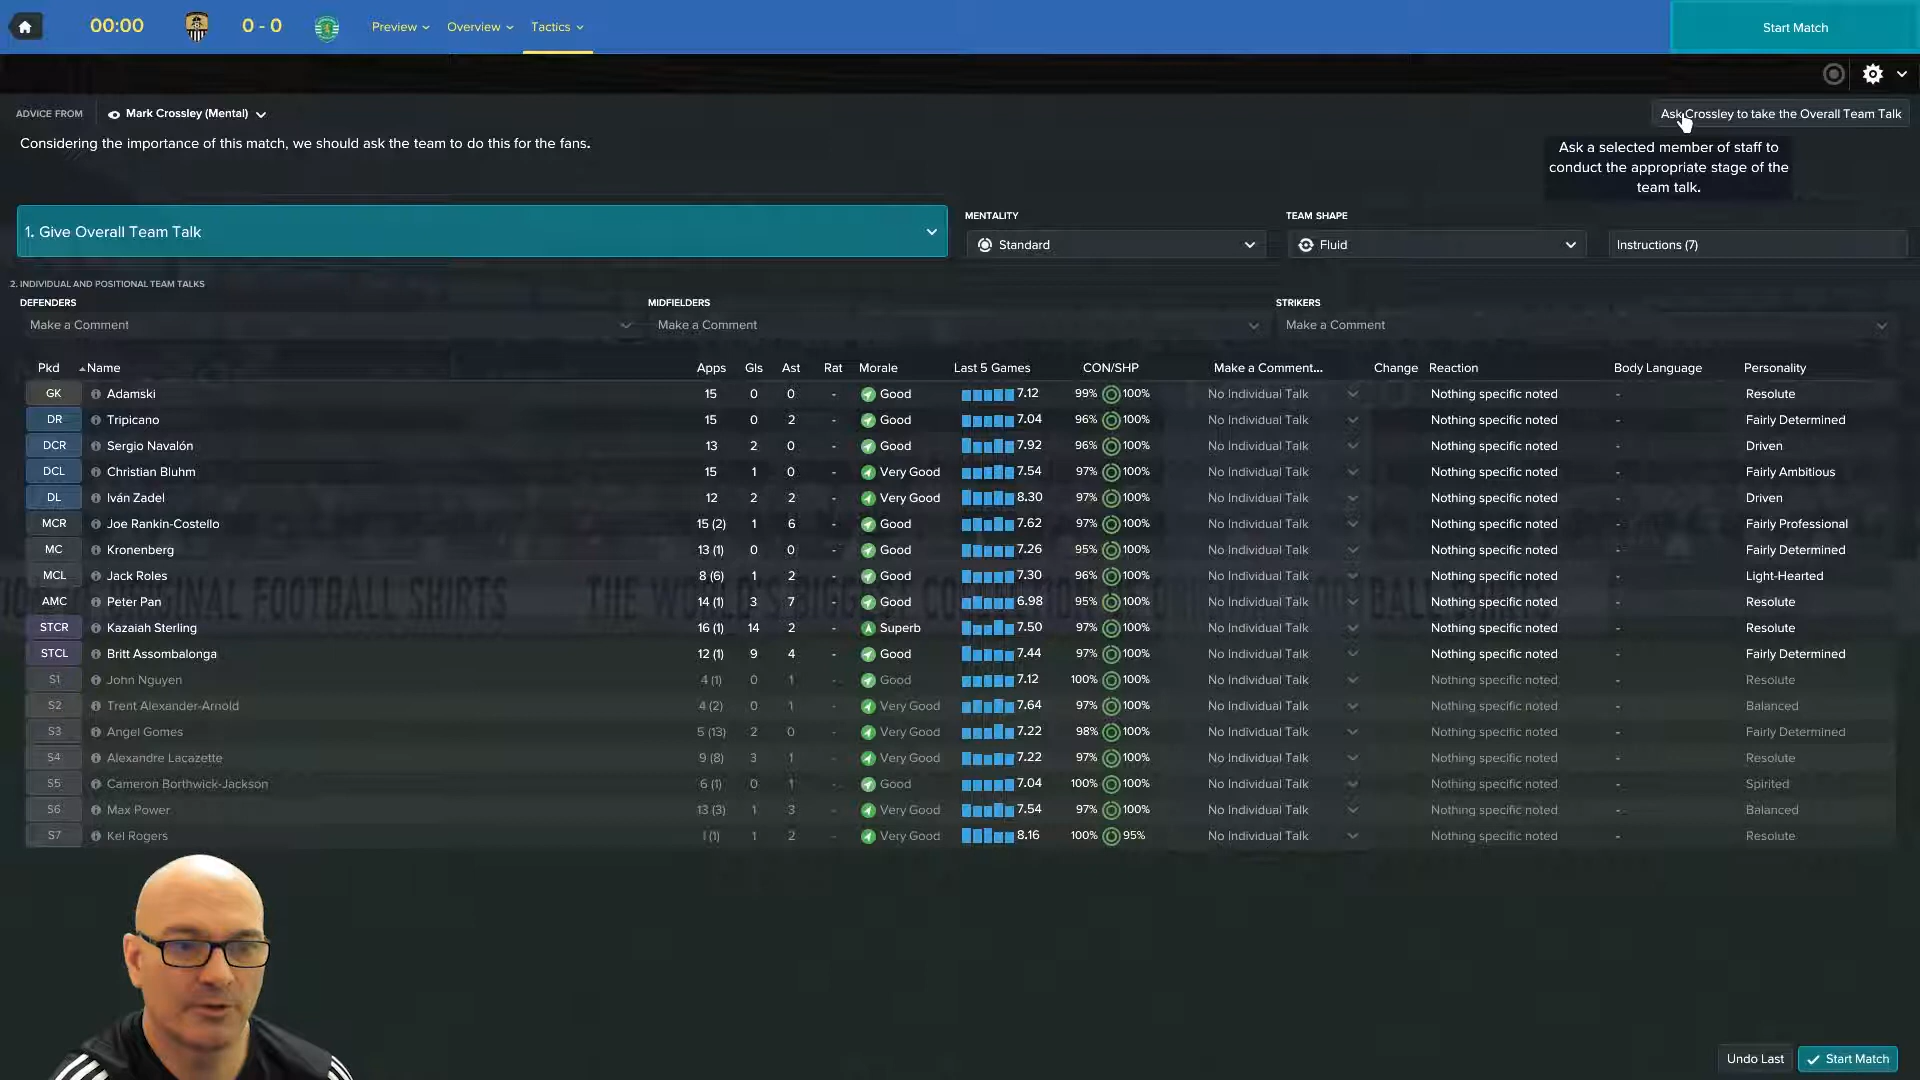 00:00
0 - 0
Preview
Overview
Tactics
Start Match
ADVICE FROM
Mark Crossley (Mental)
Ask Crossley to take the Overall Team Talk
Considering the importance of this match, we should ask the team to do this for the fans.
Ask a selected member of staff to
conduct the appropriate stage of the
team talk.
1. Give Overall Team Talk
MENTALITY
Standard
TEAM SHAPE
Fluid
Instructions (7)
2. INDIVIDUAL AND POSITIONAL TEAM TALKS
DEFENDERS MIDFIELDERS STRIKERS
Make a Comment Make a Comment Make a Comment
Pkd Name Apps Gls Ast Rat Morale Last 5 Games CON/SHP Make a Comment... Change Reaction Body Language Personality
GK Adamski 15 0 0 - Good 7.12 99% 100% No Individual Talk Nothing specific noted - Resolute
DR Tripicano 15 0 2 - Good 7.04 96% 100% No Individual Talk Nothing specific noted - Fairly Determined
DCR Sergio Navalón 13 2 0 - Good 7.92 96% 100% No Individual Talk Nothing specific noted - Driven
DCL Christian Bluhm 15 1 0 - Very Good 7.54 97% 100% No Individual Talk Nothing specific noted - Fairly Ambitious
DL Iván Zadel 12 2 2 - Very Good 8.30 97% 100% No Individual Talk Nothing specific noted - Driven
MCR Joe Rankin-Costello 15 (2) 1 6 - Good 7.62 97% 100% No Individual Talk Nothing specific noted - Fairly Professional
MC Kronenberg 13 (1) 0 0 - Good 7.26 95% 100% No Individual Talk Nothing specific noted - Fairly Determined
MCL Jack Roles 8 (6) 1 2 - Good 7.30 96% 100% No Individual Talk Nothing specific noted - Light-Hearted
AMC Peter Pan 14 (1) 3 7 - Good 6.98 95% 100% No Individual Talk Nothing specific noted - Resolute
STCR Kazaiah Sterling 16 (1) 14 2 - Superb 7.50 97% 100% No Individual Talk Nothing specific noted - Resolute
STCL Britt Assombalonga 12 (1) 9 4 - Good 7.44 97% 100% No Individual Talk Nothing specific noted - Fairly Determined
S1 John Nguyen 4 (1) 0 1 - Good 7.12 100% 100% No Individual Talk Nothing specific noted - Resolute
S2 Trent Alexander-Arnold 4 (2) 0 1 - Very Good 7.64 97% 100% No Individual Talk Nothing specific noted - Balanced
S3 Angel Gomes 5 (13) 2 0 - Very Good 7.22 98% 100% No Individual Talk Nothing specific noted - Fairly Determined
S4 Alexandre Lacazette 9 (8) 3 1 - Very Good 7.22 97% 100% No Individual Talk Nothing specific noted - Resolute
S5 Cameron Borthwick-Jackson 6 (1) 0 1 - Good 7.04 100% 100% No Individual Talk Nothing specific noted - Spirited
S6 Max Power 13 (3) 1 3 - Very Good 7.54 97% 100% No Individual Talk Nothing specific noted - Balanced
S7 Kel Rogers 1 (1) 1 2 - Very Good 8.16 100% 95% No Individual Talk Nothing specific noted - Resolute
Undo Last
Start Match